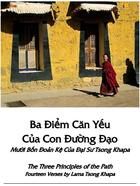 Ba Điểm Căn Yếu
Của Con Đường Đạo
Mười Bốn Đoản Kệ Của Đại Sư Tsong Khapa
The Three Principles of the Path
Fourteen Verses by Lama Tsong Khapa